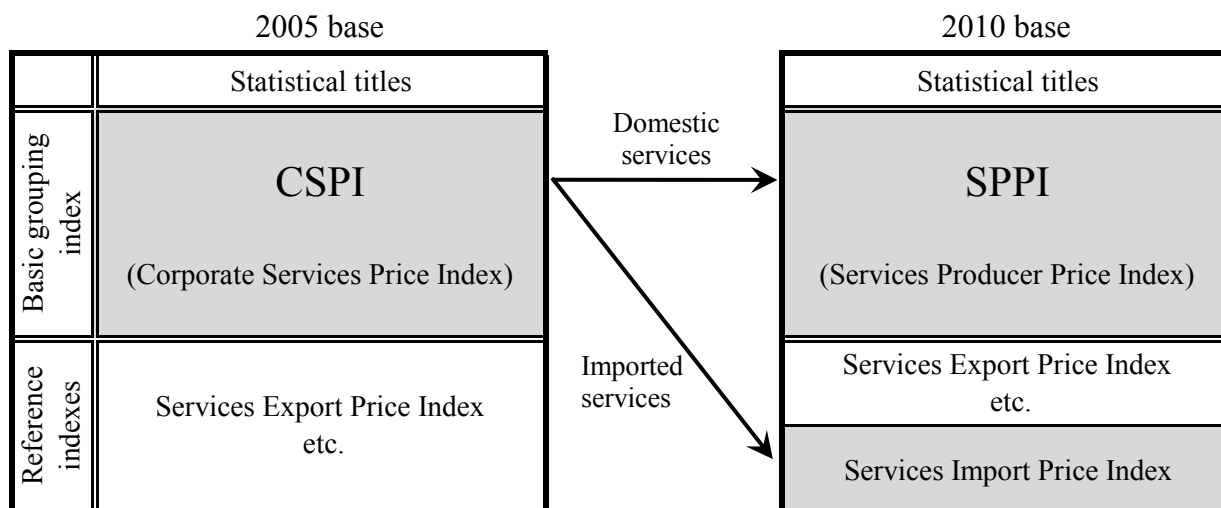 2005 base
Statistical titles
Basic grouping
index
CSPI
(Corporate Services Price Index)
Reference
indexes
Services Export Price Index
etc.
Domestic
services
Imported
services
2010 base
Statistical titles
SPPI
(Services Producer Price Index)
Services Export Price Index
etc.
Services Import Price Index